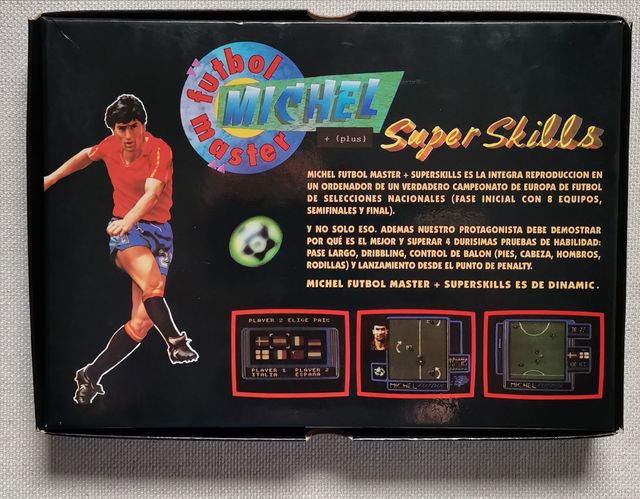 futbol
MICHEL
master
+ (plus)
Super Skills
MICHEL FUTBOL MASTER + SUPERSKILLS ES LA INTEGRA REPRODUCCION EN
UN ORDENADOR DE UN VERDADERO CAMPEONATO DE EUROPA DE FUTBOL
DE SELECCIONES NACIONALES (FASE INICIAL CON 8 EQUIPOS,
SEMIFINALES Y FINAL).
Y NO SOLO ESO. ADEMAS NUESTRO PROTAGONISTA DEBE DEMOSTRAR
POR QUÉ ES EL MEJOR Y SUPERAR 4 DURISIMAS PRUEBAS DE HABILIDAD:
PASE LARGO, DRIBBLING, CONTROL DE BALON (PIES, CABEZA, HOMBROS,
RODILLAS) Y LANZAMIENTO DESDE EL PUNTO DE PENALTY.
MICHEL FUTBOL MASTER + SUPERSKILLS ES DE DINAMIC.
PLAYER 2 ELIGE PAIS
PLAYER 1 PLAYER 2
ITALIA ESPAÑA
MICHEL FUTBOL
MICHEL FUTBOL